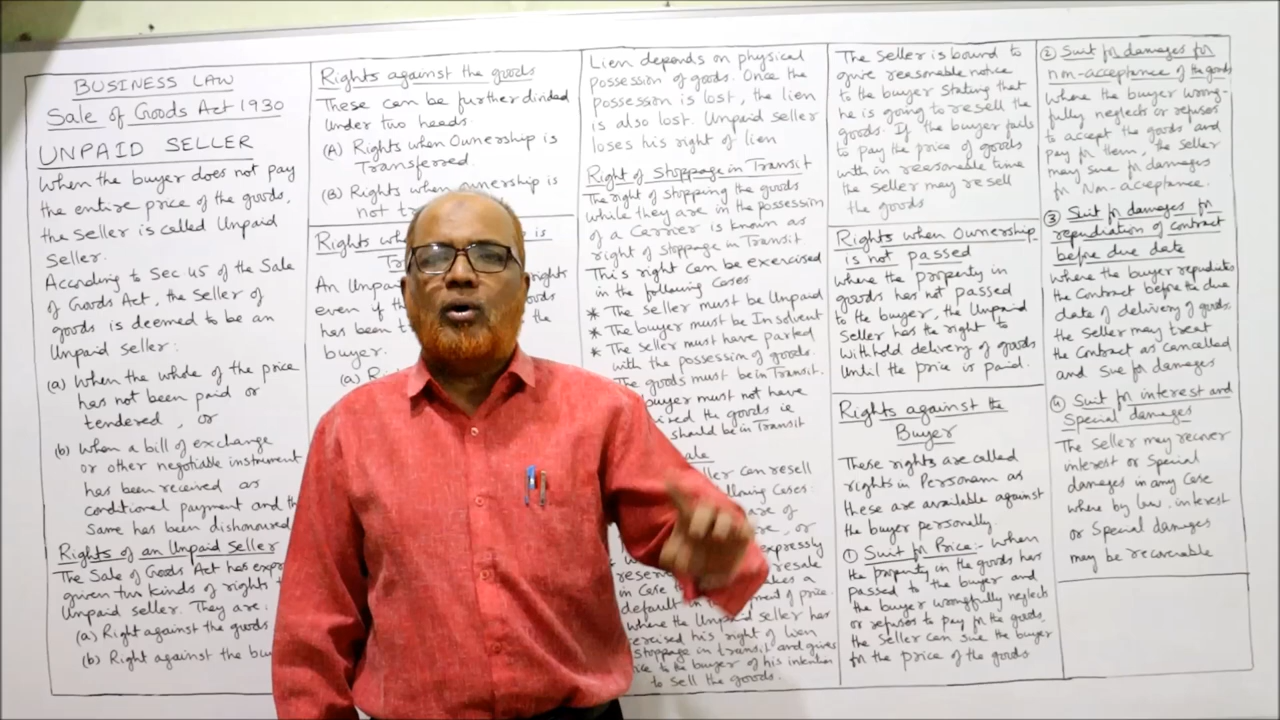 BUSINESS LAW
Sale of Goods Act 1930
UNPAID SELLER
When the buyer does not pay
the entire price of the goods,
the seller is called Unpaid
Seller.
According to Sec 45 of the Sale
of Goods Act, the Seller of
goods is deemed to be an
Unpaid seller:
(a) When the whole of the price
has not been paid or
tendered, or
(b) When a bill of exchange
or other negotiable instrument
has been received as
conditional payment and
Same has been dishonoured
Rights of an Unpaid Seller
The Sale of Goods Act has
given two kinds of rights
Unpaid seller. They are:
(a) Right against the goods
(b) Right against the
Rights against the goods
These can be further divided
under two heads.
(A) Rights when Ownership is
Transferred
(B) Rights when ownership is
not
Rights is
An rights
even if
has been the
buyer.
(a)
Lien depends on physical
possession of goods. Once the
possession is lost, the lien
is also lost. Unpaid seller
loses his right of lien
Right of Stoppage in Transit
The right of stopping the goods
while they are in the possession
of a Carrier is known as
right of stoppage in Transit
This right can be exercised
in the following cases
* The seller must be Unpaid
* The buyer must be Insolvent
* The seller must have parted
with the possession of goods.
The goods must be in Transit.
buyer must not have
the goods ie
should be in Transit
can resell
cases:
of
or
expressly
resale
in case a
default in of price.
where the Unpaid seller has
his right of lien
stoppage in transit and gives
to the buyer of his intention
to sell the goods.
The seller is bound to
give reasonable notice
to the buyer stating that
he is going to resell the
goods. If the buyer fails
to pay the price of goods
with in reasonable time
the seller may resell
the goods
Rights when Ownership
is not passed
where the property in
goods has not passed
to the buyer, the Unpaid
Seller has the right to
withhold delivery of goods
until the price is paid.
Rights against the
Buyer
These rights are called
rights in Personam as
these are available against
the buyer personally.
① Suit for Price:- When
the property in the goods has
passed to the buyer and
the buyer wrongfully neglects
or refuses to pay for the goods.
the seller can sue the buyer
for the price of the goods
② Suit for damages for
non-acceptance of the goods
where the buyer wrong-
fully neglects or refuses
to accept the goods and
pay for them, the seller
may sue for damages
for Non-acceptance.
③ Suit for damages for
repudiation of contract
before due date
where the buyer repudiates
the Contract before the due
date of delivery of goods.
the seller may treat
the contract as cancelled
and sue for damages
④ Suit for interest and
Special damages
The seller may recover
interest or special
damages in any case
where by law. interest
or Special damages
may be recoverable